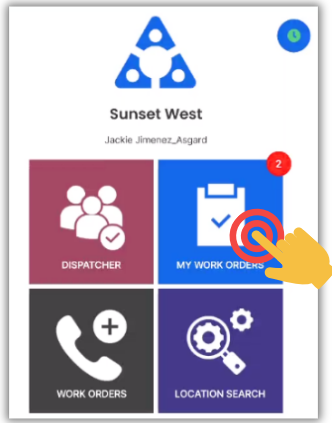 Sunset West
Jackie Jimenez_Asgard
2
DISPATCHER
MY WORK ORDERS
WORK ORDERS
LOCATION SEARCH